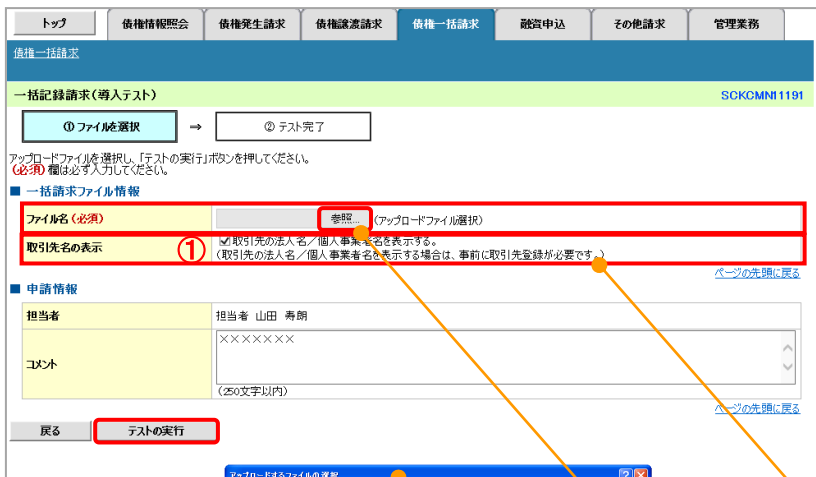 トップ 債権情報照会 債権発生請求 債権譲渡請求 債権一括請求 融資申込 その他請求 管理業務
債権一括請求
一括記録請求(導入テスト) SCKCMN11191
① ファイルを選択 ⇒ ② テスト完了
アップロードファイルを選択し、「テストの実行」ボタンを押してください。
(必須)欄は必ず入力してください。
■ 一括請求ファイル情報
ファイル名(必須) 参照... (アップロードファイル選択)
取引先名の表示 ① ☑取引先の法人名/個人事業者名を表示する。
(取引先の法人名/個人事業者名を表示する場合は、事前に取引先登録が必要です。)
ページの先頭に戻る
■ 申請情報
担当者 担当者 山田 寿朗
コメント ×××××××
(250文字以内)
ページの先頭に戻る
戻る テストの実行
アップロードするファイルの選択